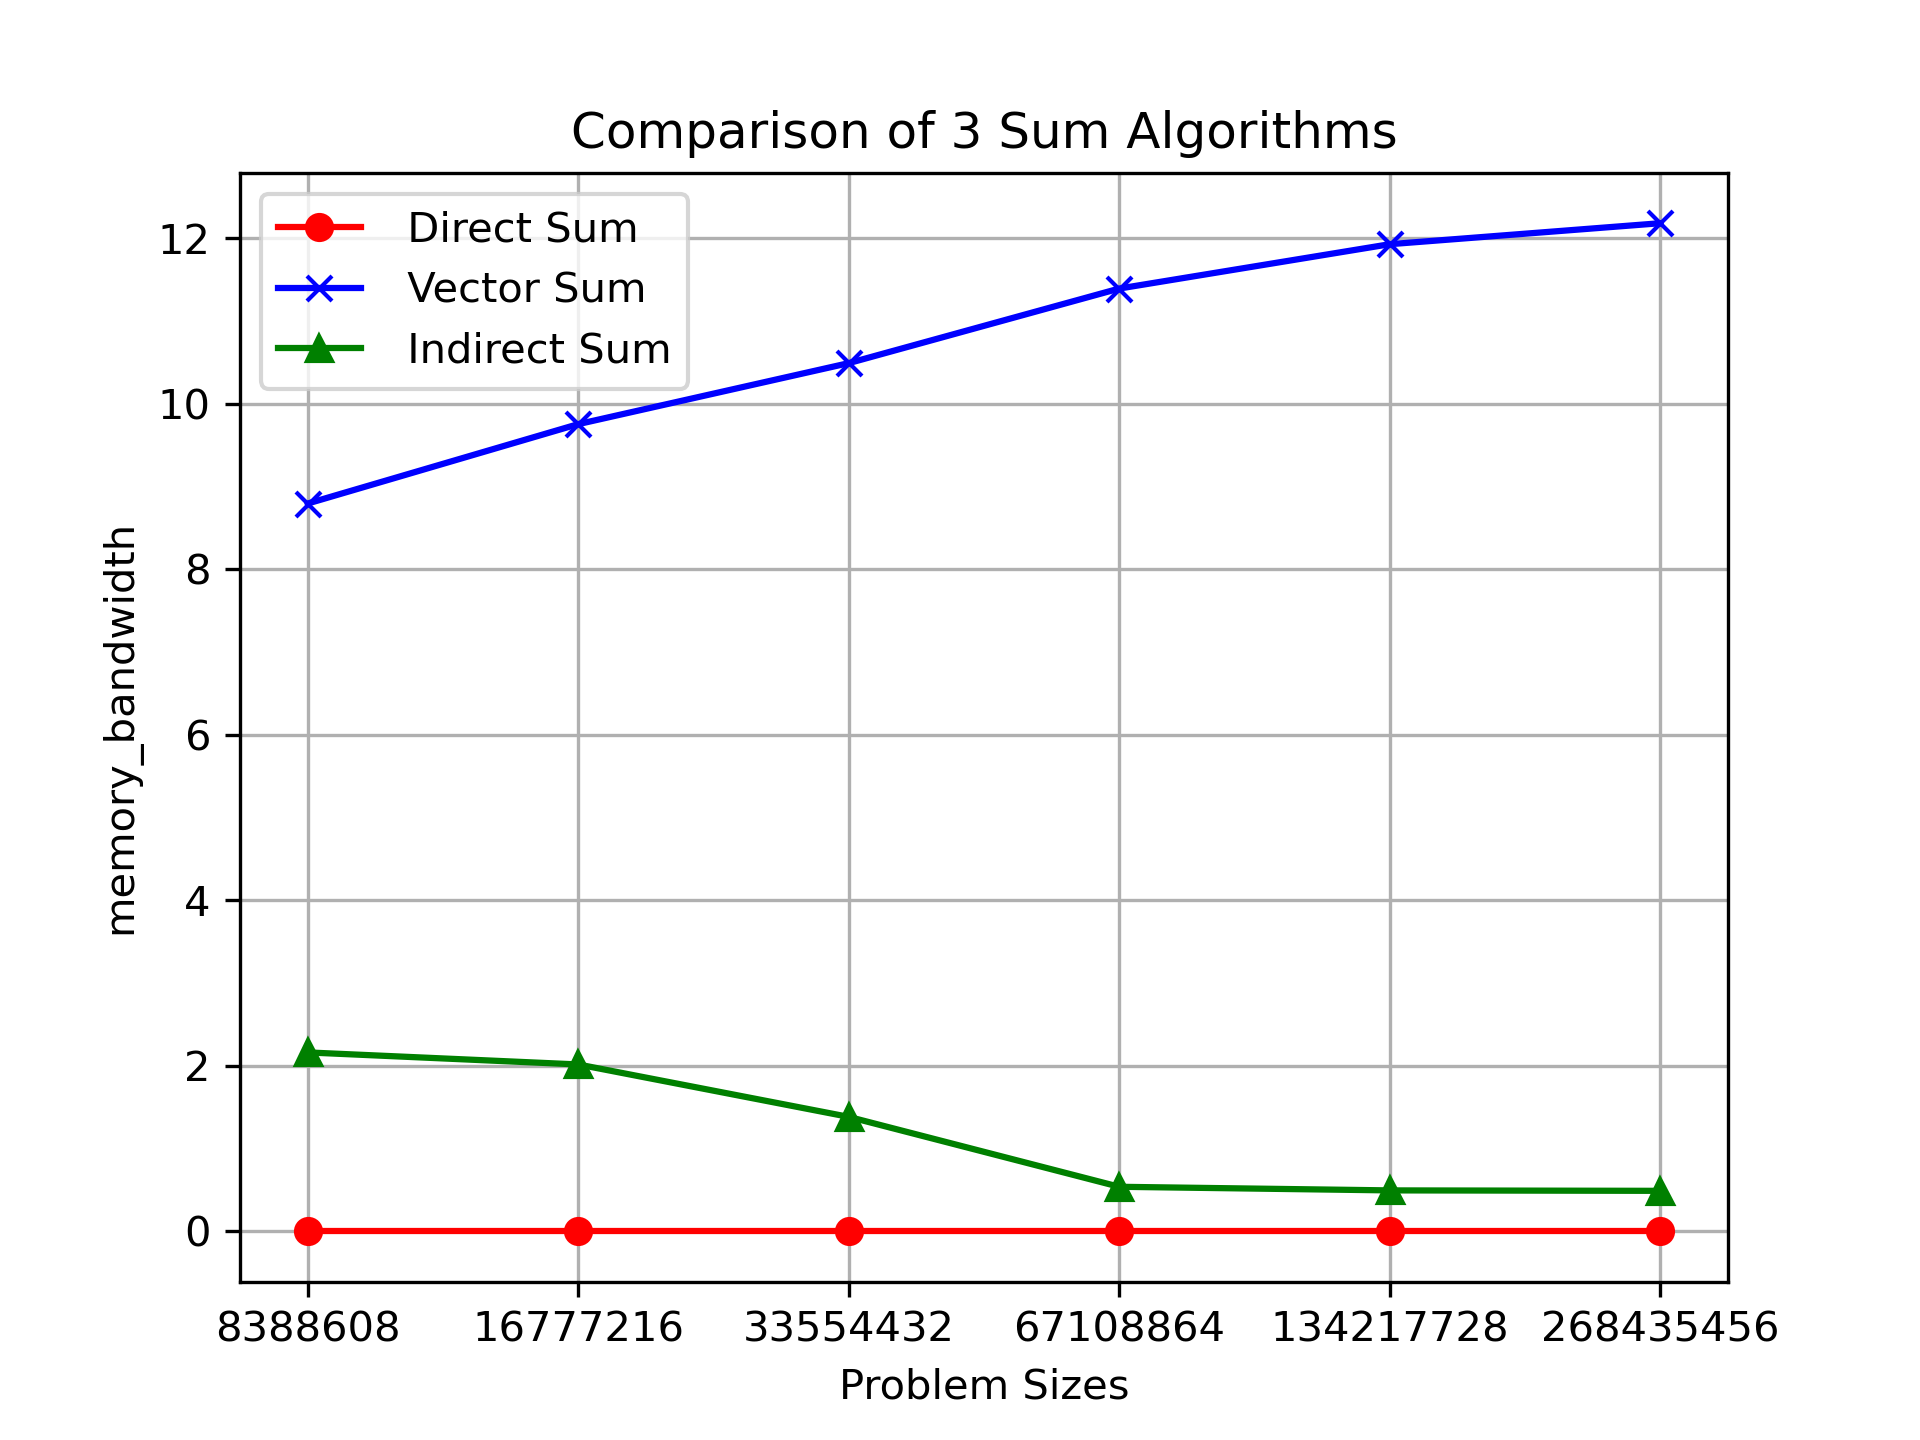 Comparison of 3 Sum Algorithms
Direct Sum
Vector Sum
Indirect Sum
12
10
8
6
4
2
0
memory_bandwidth
8388608 16777216 33554432 67108864 134217728 268435456
Problem Sizes